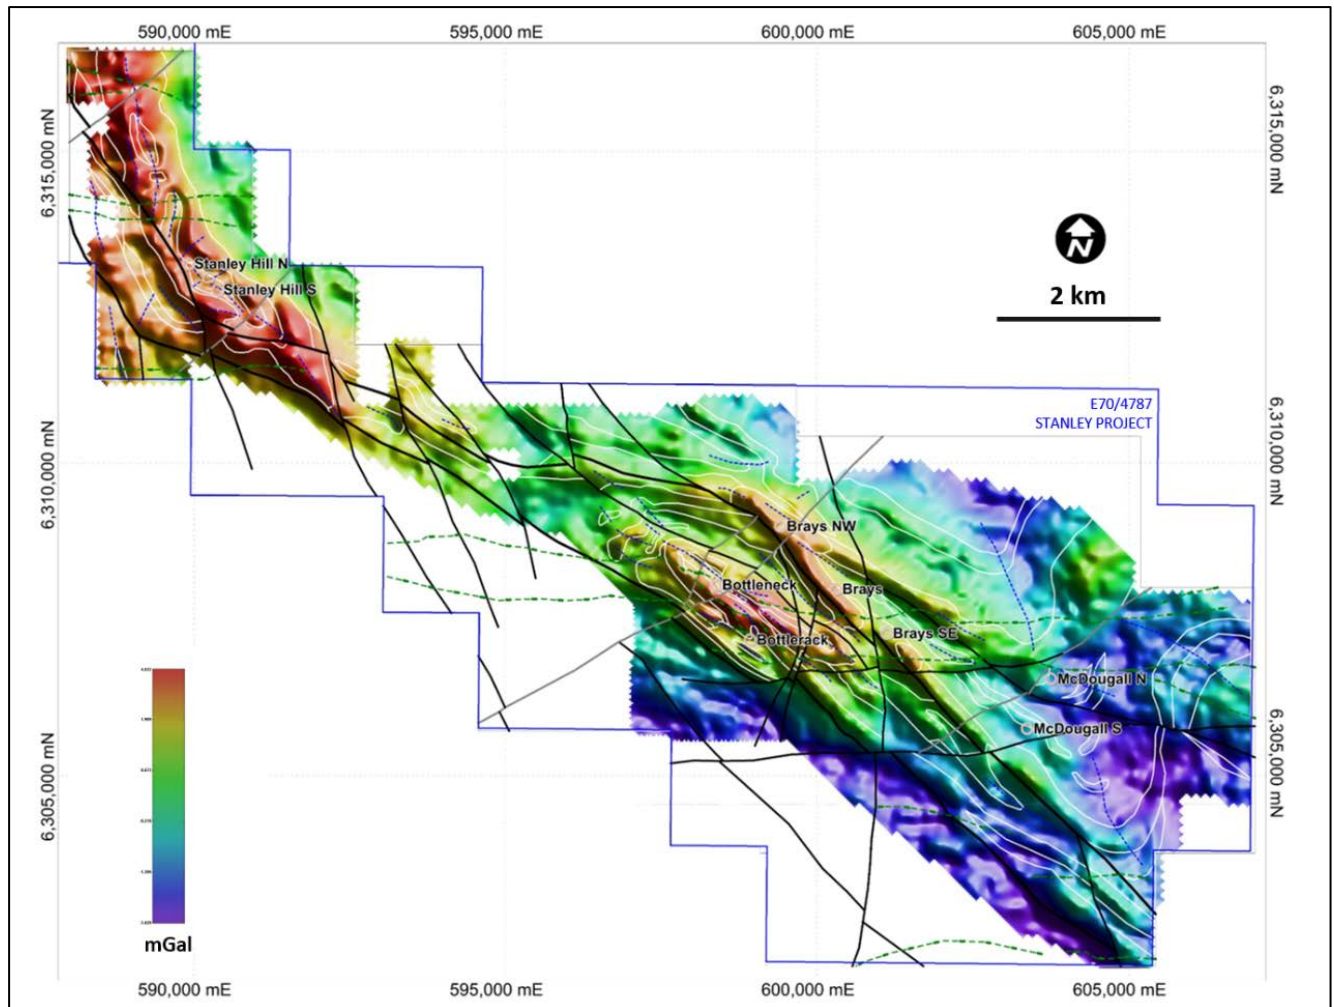 590,000 mE
595,000 mE
600,000 mE
605,000 mE
6,315,000 mN
6,315,000 mN
N
2 km
Stanley Hill N
Stanley Hill S
E70/4787
STANLEY PROJECT
6,310,000 mN
6,310,000 mN
Brays NW
Bottleneck
Brays
Bottlerack
Brays SE
McDougall N
McDougall S
6,305,000 mN
6,305,000 mN
mGal
590,000 mE
595,000 mE
600,000 mE
605,000 mE